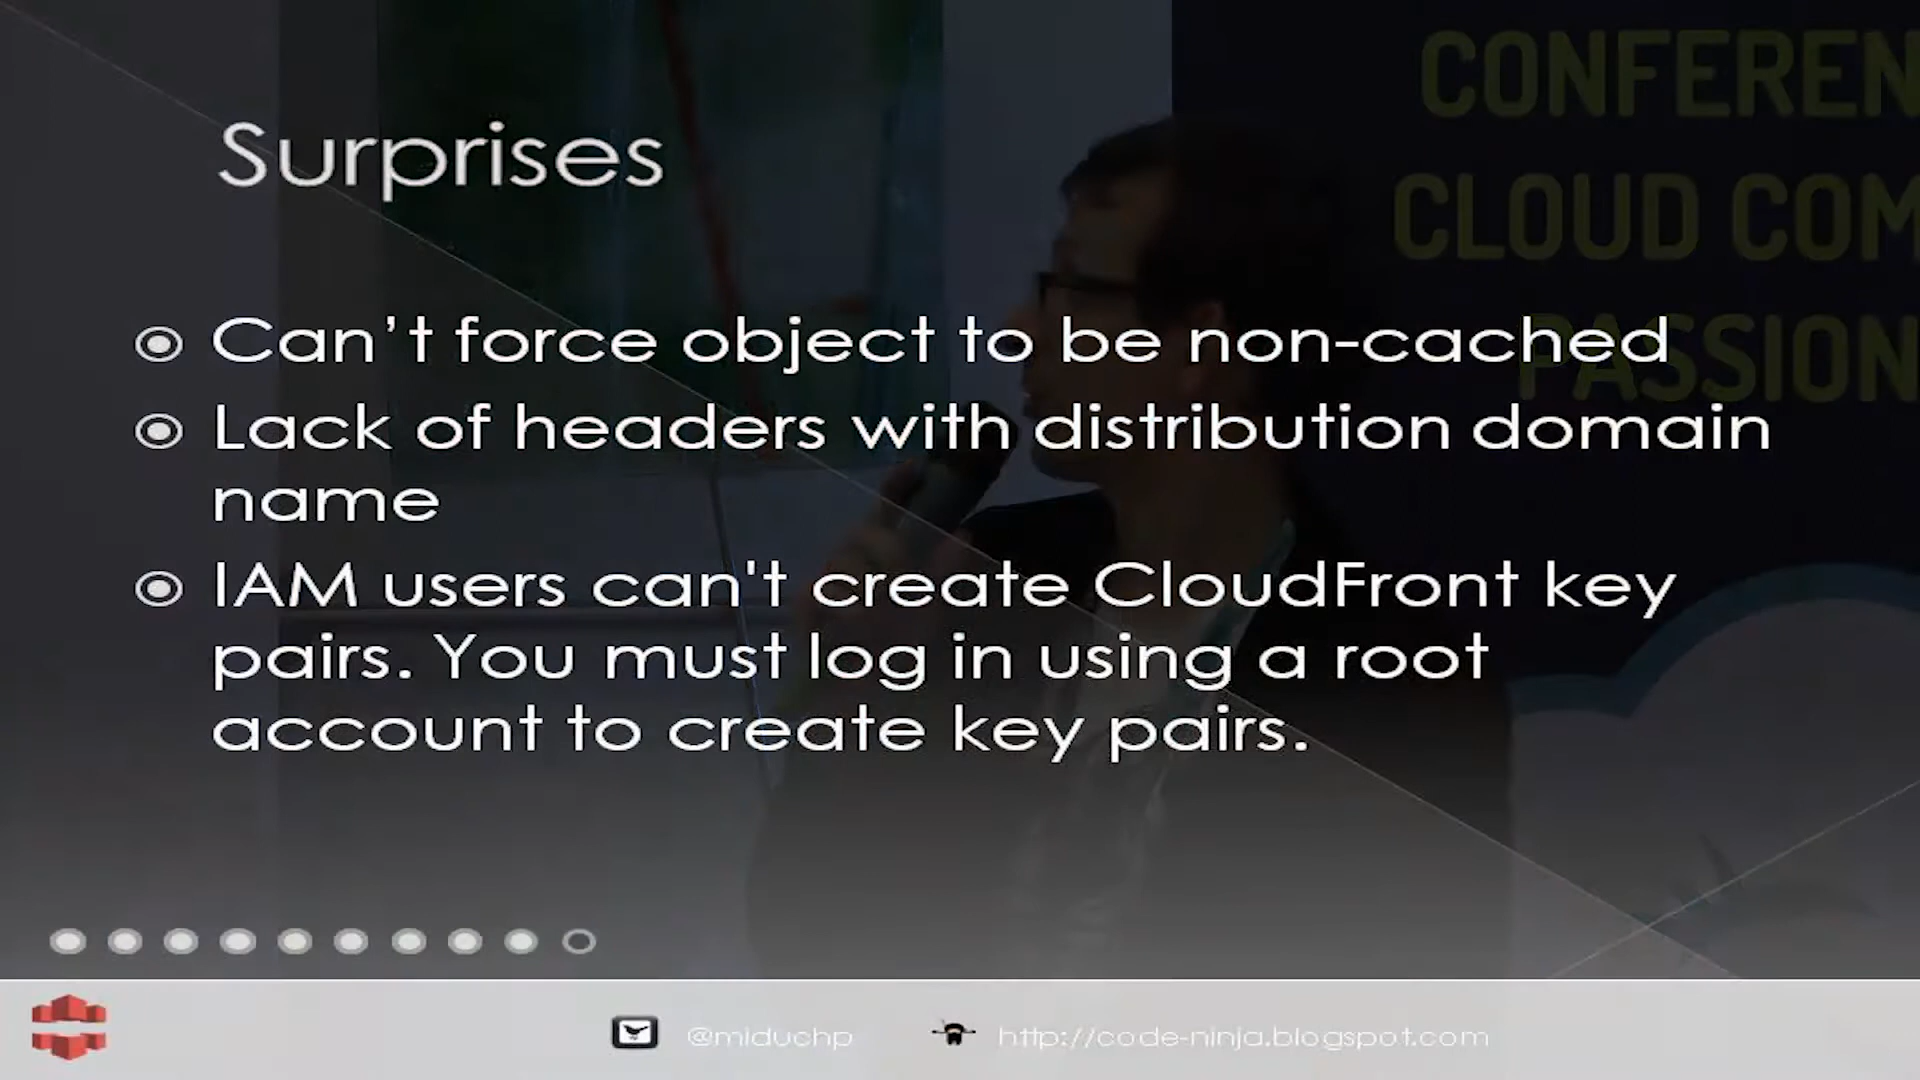 CONFEREN
CLOUD COM
PASSION
Surprises
Can’t force object to be non-cached
Lack of headers with distribution domain
name
IAM users can't create CloudFront key
pairs. You must log in using a root
account to create key pairs.
@miduchp
http://code-ninja.blogspot.com